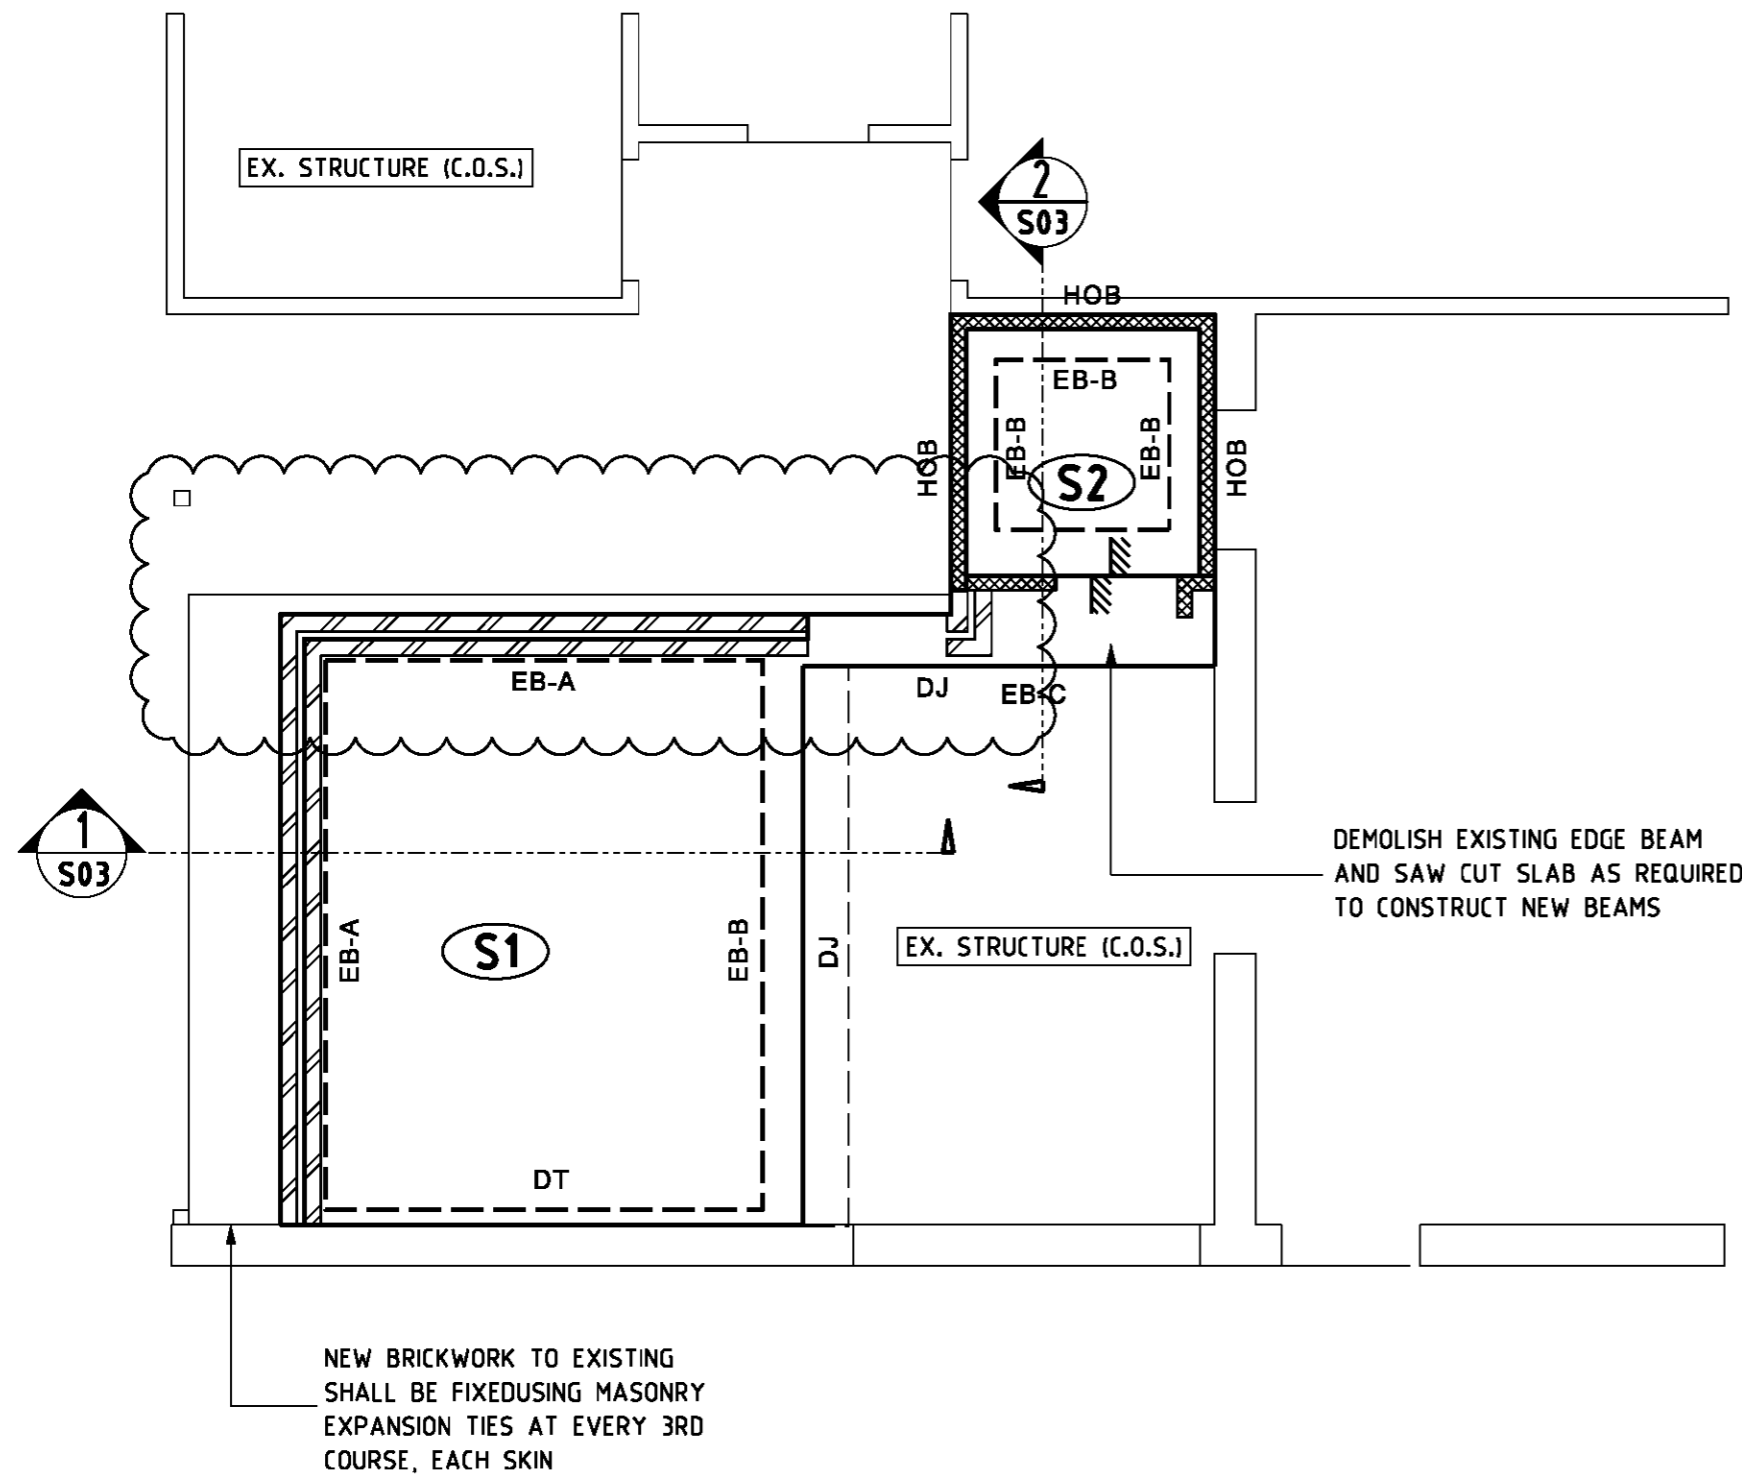 EX. STRUCTURE (C.O.S.)
2
S03
HOB
EB-B
HOB
EB-B
EB-B
HOB
S2
EB-A
DJ
EB-C
1
S03
DEMOLISH EXISTING EDGE BEAM
AND SAW CUT SLAB AS REQUIRED
TO CONSTRUCT NEW BEAMS
EB-A
S1
EB-B
DJ
EX. STRUCTURE (C.O.S.)
DT
NEW BRICKWORK TO EXISTING
SHALL BE FIXEDUSING MASONRY
EXPANSION TIES AT EVERY 3RD
COURSE, EACH SKIN